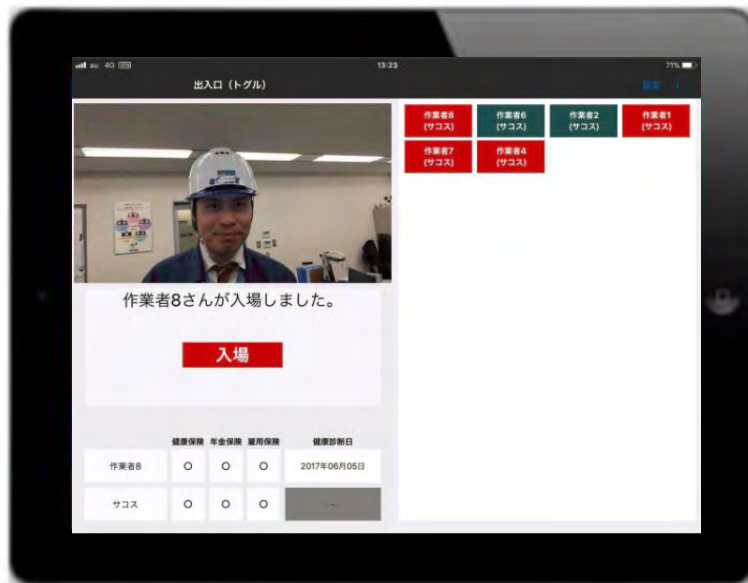 au 4G
13:23
71%
出入口（トグル）
設定
作業者8さんが入場しました。
入場
健康保険 年金保険 雇用保険 健康診断日
作業者8 ○ ○ ○ 2017年06月05日
サコス ○ ○ ○ -
作業者8
(サコス)
作業者6
(サコス)
作業者2
(サコス)
作業者1
(サコス)
作業者7
(サコス)
作業者4
(サコス)